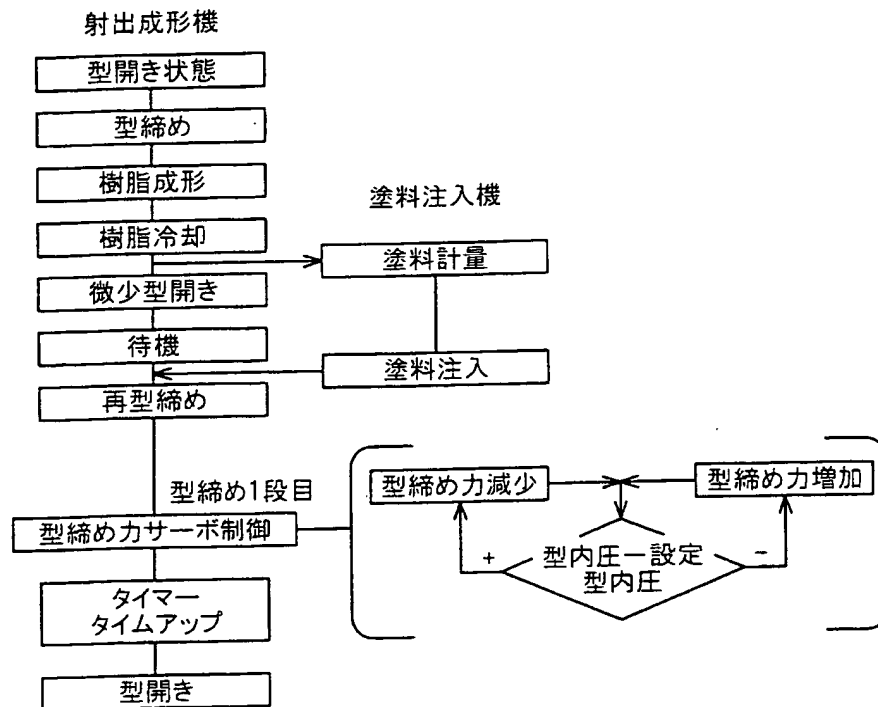 射出成形機
型開き状態
型締め
樹脂成形
樹脂冷却
微少型開き
待機
再型締め
塗料注入機
塗料計量
塗料注入
型締め1段目
型締め力サーボ制御
タイマー
タイムアップ
型開き
型締め力減少
型締め力増加
+
型内圧ー設定
型内圧
-